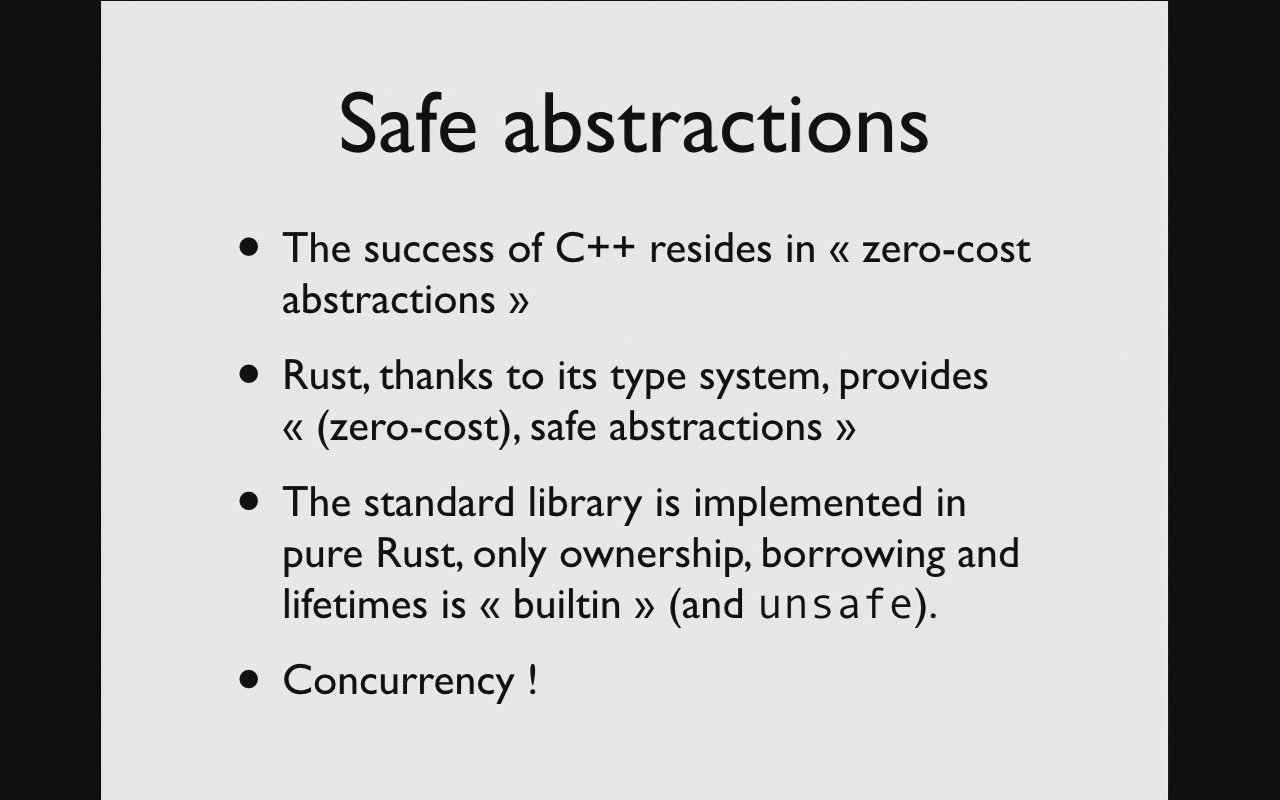 Safe abstractions
• The success of C++ resides in « zero-cost
abstractions »
• Rust, thanks to its type system, provides
« (zero-cost), safe abstractions »
• The standard library is implemented in
pure Rust, only ownership, borrowing and
lifetimes is « builtin » (and unsafe).
• Concurrency !